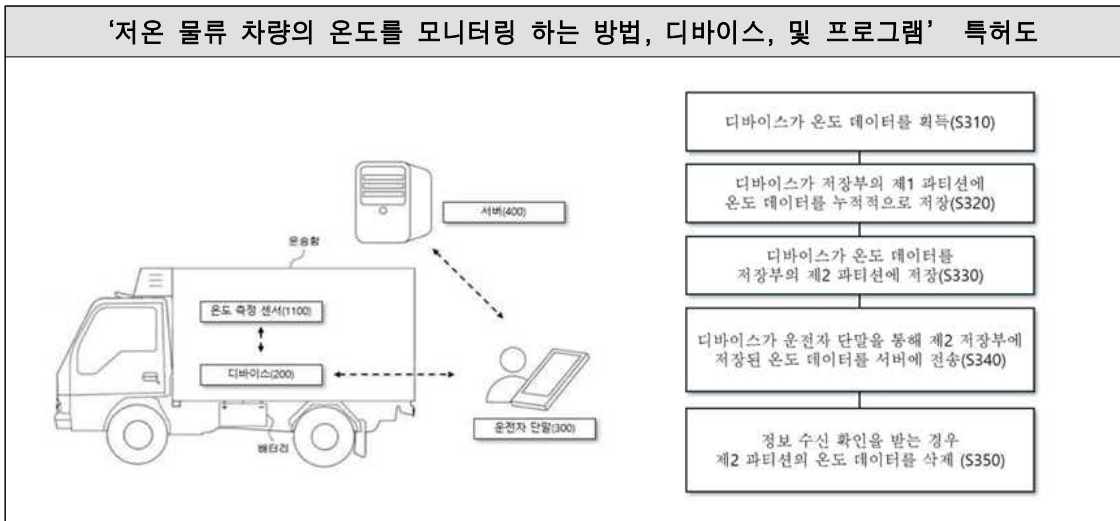 ‘저온 물류 차량의 온도를 모니터링 하는 방법, 디바이스, 및 프로그램’ 특허도
서버(400)
운송함
온도 측정 센서(1100)
디바이스(200)
배터리
운전자 단말(300)
디바이스가 온도 데이터를 획득(S310)
디바이스가 저장부의 제1 파티션에
온도 데이터를 누적적으로 저장(S320)
디바이스가 온도 데이터를
저장부의 제2 파티션에 저장(S330)
디바이스가 운전자 단말을 통해 제2 저장부에
저장된 온도 데이터를 서버에 전송(S340)
정보 수신 확인을 받는 경우
제2 파티션의 온도 데이터를 삭제 (S350)